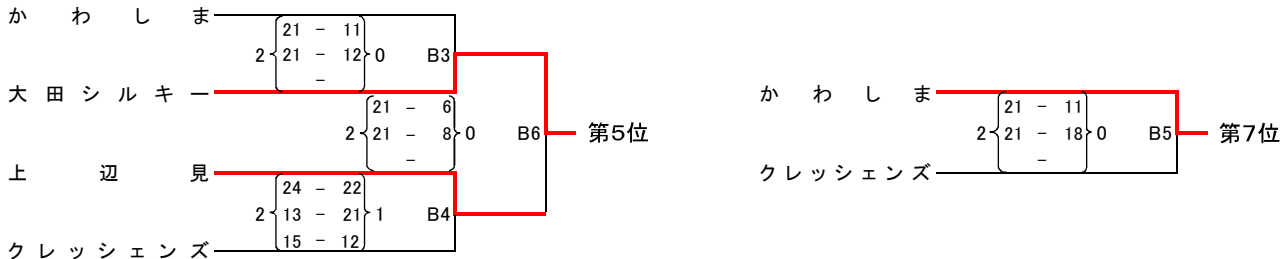 かわしま
21 - 11
2 21 - 12 0 B3
-
大田シルキー
21 - 6
2 21 - 8 0 B6 第5位
-
上辺見
24 - 22
2 13 - 21 1 B4
15 - 12
クレッシェンズ
かわしま
21 - 11
2 21 - 18 0 B5 第7位
-
クレッシェンズ